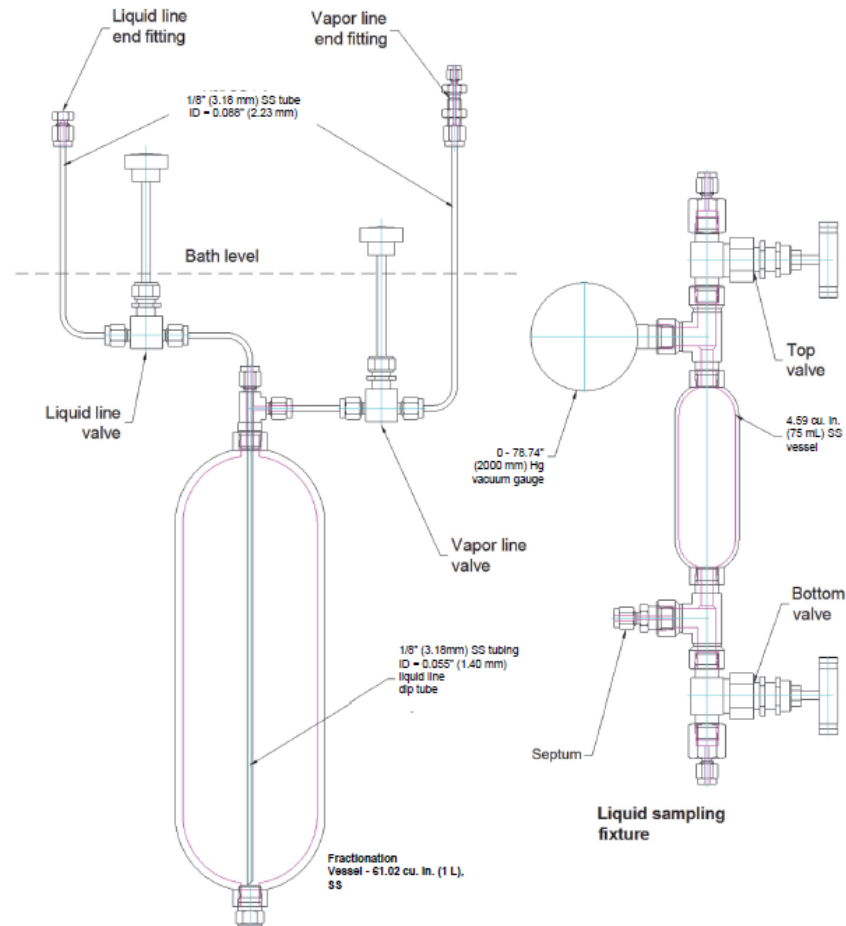 Liquid line
end fitting
Vapor line
end fitting
1/8" (3.18 mm) SS tube
ID = 0.088" (2.23 mm)
Bath level
Liquid line
valve
Vapor line
valve
1/8" (3.18mm) SS tubing
ID = 0.055" (1.40 mm)
liquid line
dip tube
Fractionation
Vessel - 61.02 cu. in. (1 L),
SS
Top
valve
0 - 78.74"
(2000 mm) Hg
vacuum gauge
4.59 cu. in.
(75 mL) SS
vessel
Bottom
valve
Septum
Liquid sampling
fixture